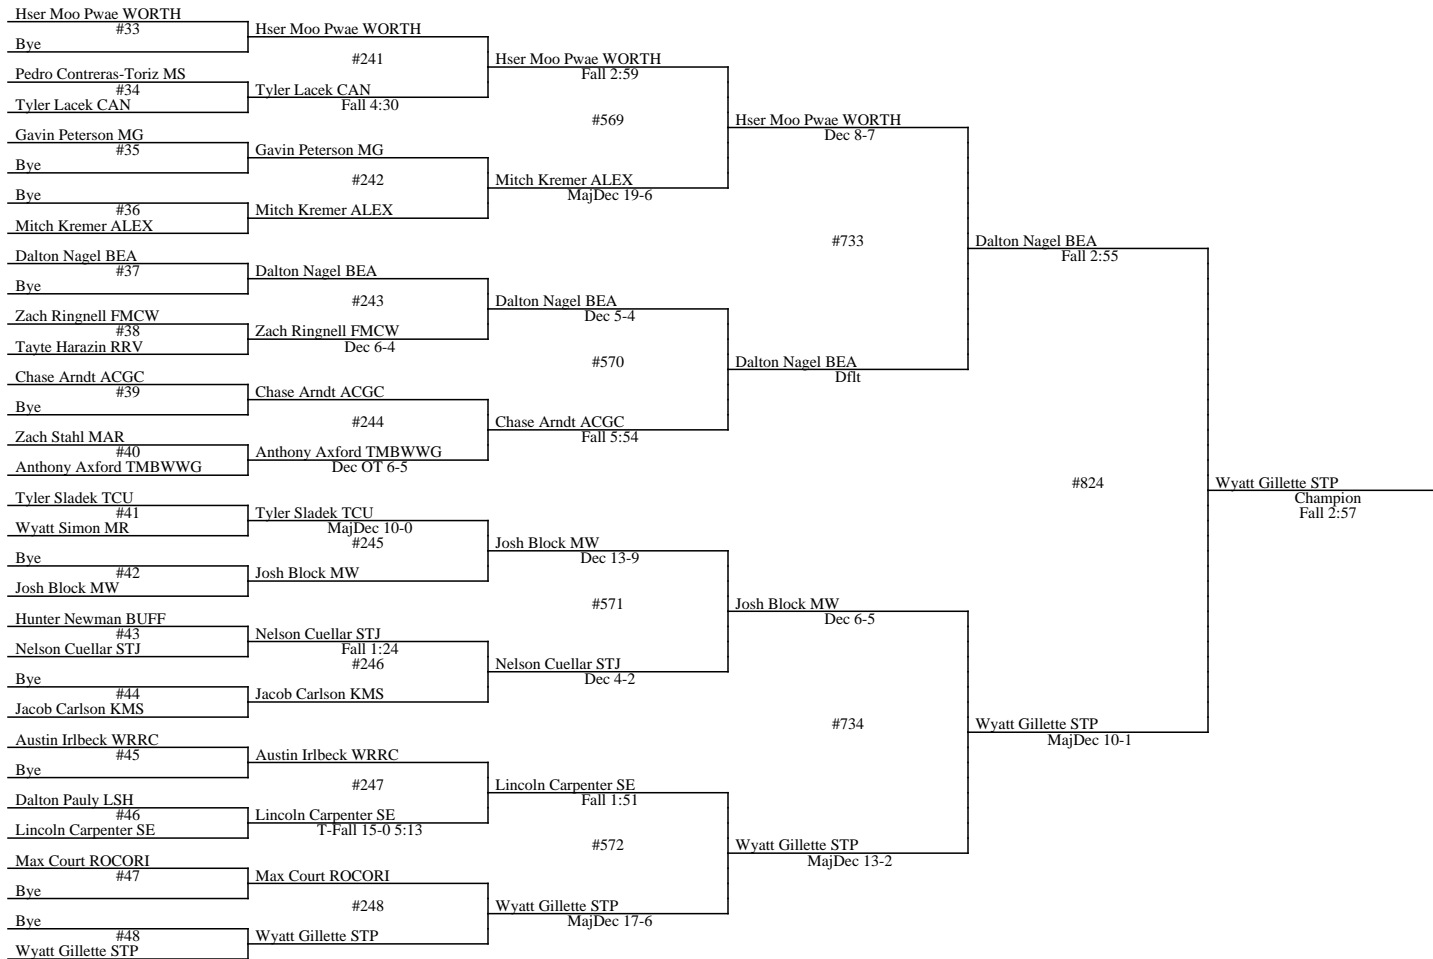 Hser Moo Pwae WORTH
#33
Bye
Pedro Contreras-Toriz MS
#34
Tyler Lacek CAN
Gavin Peterson MG
#35
Bye
Bye
#36
Mitch Kremer ALEX
Dalton Nagel BEA
#37
Bye
Zach Ringnell FMCW
#38
Tayte Harazin RRV
Chase Arndt ACGC
#39
Bye
Zach Stahl MAR
#40
Anthony Axford TMBWWG
Tyler Sladek TCU
#41
Wyatt Simon MR
Bye
#42
Josh Block MW
Hunter Newman BUFF
#43
Nelson Cuellar STJ
Bye
#44
Jacob Carlson KMS
Austin Irlbeck WRRC
#45
Bye
Dalton Pauly LSH
#46
Lincoln Carpenter SE
Max Court ROCORI
#47
Bye
Bye
#48
Wyatt Gillette STP
Hser Moo Pwae WORTH
#241
Tyler Lacek CAN
Fall 4:30
Gavin Peterson MG
#242
Mitch Kremer ALEX
Dalton Nagel BEA
#243
Zach Ringnell FMCW
Dec 6-4
Chase Arndt ACGC
#244
Anthony Axford TMBWWG
Dec OT 6-5
Tyler Sladek TCU
MajDec 10-0
#245
Josh Block MW
Nelson Cuellar STJ
Fall 1:24
#246
Jacob Carlson KMS
Austin Irlbeck WRRC
#247
Lincoln Carpenter SE
T-Fall 15-0 5:13
Max Court ROCORI
#248
Wyatt Gillette STP
Hser Moo Pwae WORTH
Fall 2:59
#569
Mitch Kremer ALEX
MajDec 19-6
Dalton Nagel BEA
Dec 5-4
#570
Chase Arndt ACGC
Fall 5:54
Josh Block MW
Dec 13-9
#571
Nelson Cuellar STJ
Dec 4-2
Lincoln Carpenter SE
Fall 1:51
#572
Wyatt Gillette STP
MajDec 17-6
Hser Moo Pwae WORTH
Dec 8-7
#733
Dalton Nagel BEA
Dflt
Josh Block MW
Dec 6-5
#734
Wyatt Gillette STP
MajDec 13-2
Dalton Nagel BEA
Fall 2:55
#824
Wyatt Gillette STP
MajDec 10-1
Wyatt Gillette STP
Champion
Fall 2:57